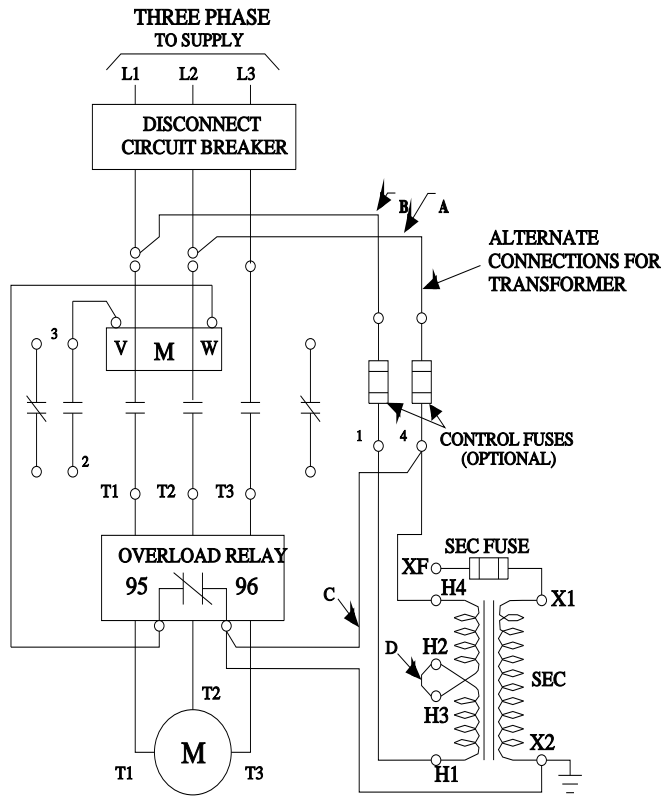 THREE PHASE
TO SUPPLY
L1 L2 L3
DISCONNECT
CIRCUIT BREAKER
B A
ALTERNATE
CONNECTIONS FOR
TRANSFORMER
3
V M W
2
1 4
CONTROL FUSES
(OPTIONAL)
T1 T2 T3
OVERLOAD RELAY
95 96
SEC FUSE
XF
H4 X1
C
D
H2
SEC
H3
T2
M
X2
T1 T3
H1